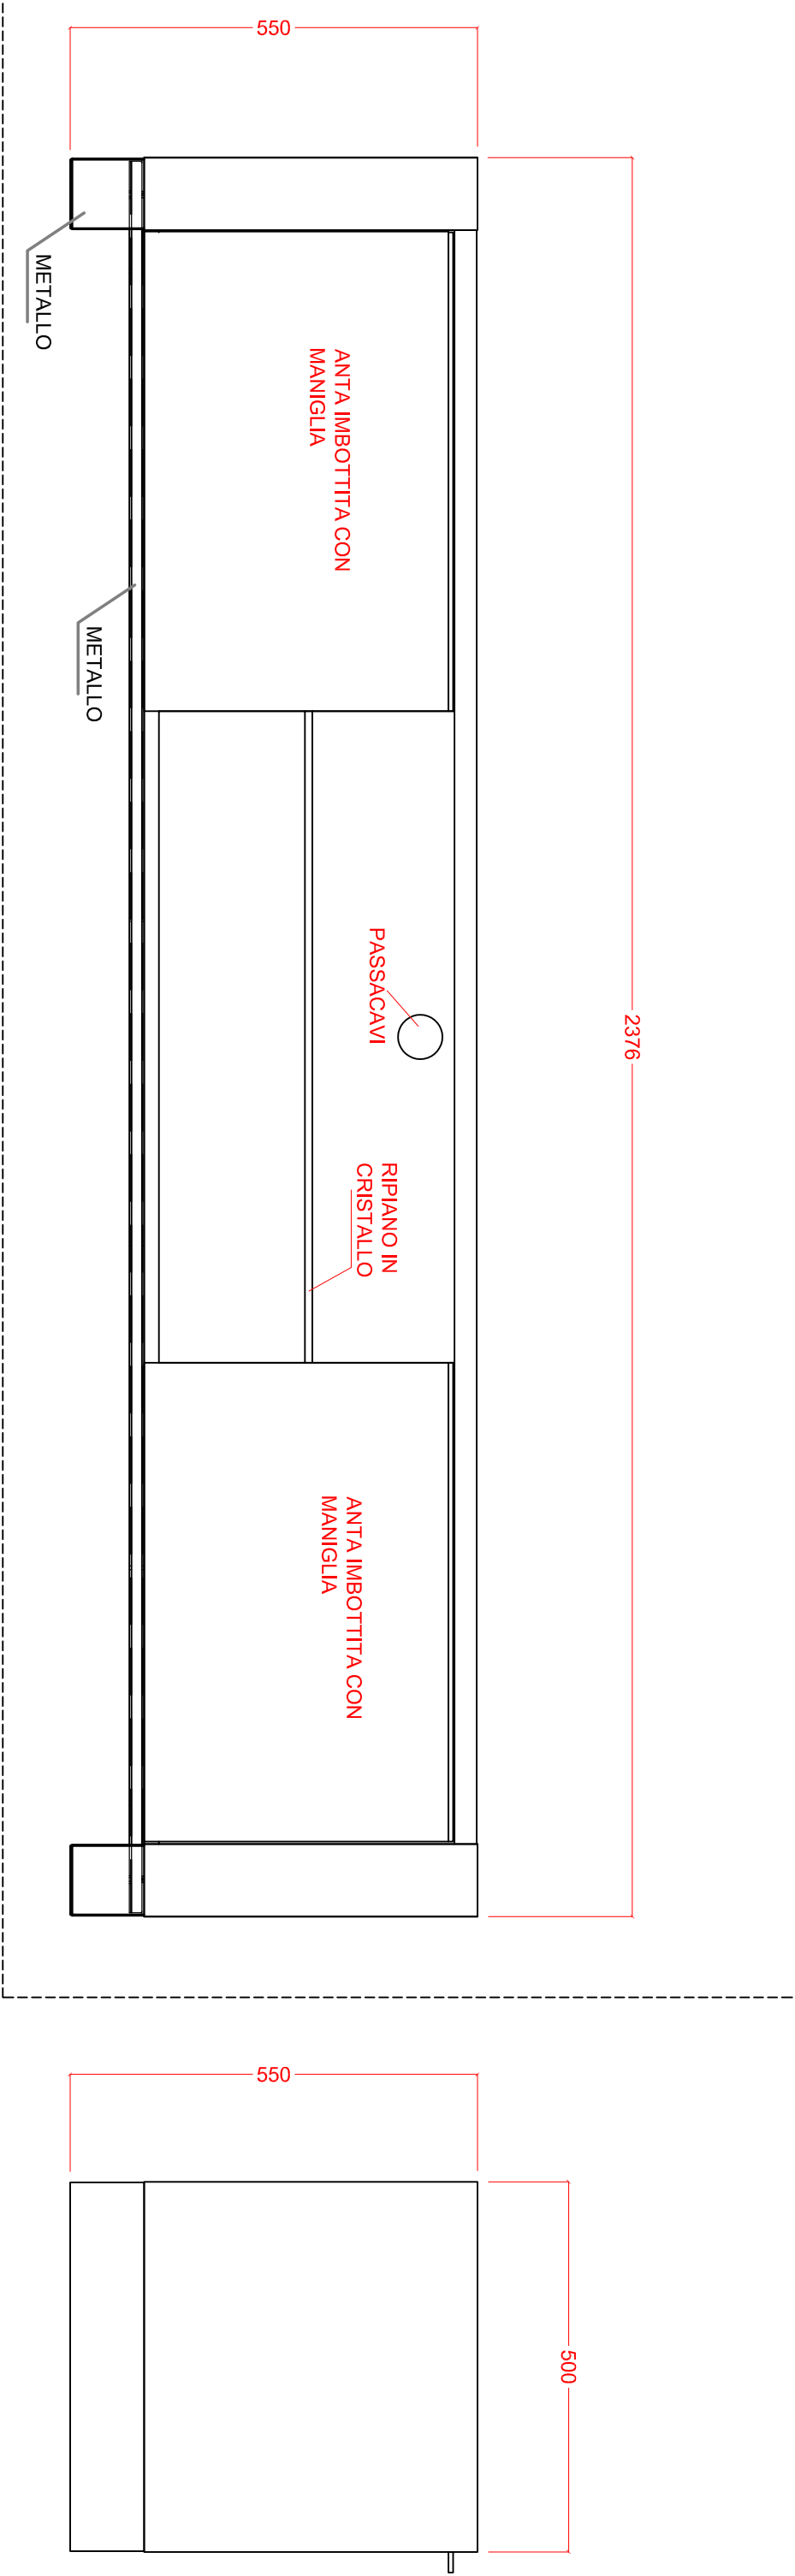 550
2376
METALLO
ANTA IMBOTTITA CON
MANIGLIA
METALLO
PASSACAVI
RIPIANO IN
CRISTALLO
ANTA IMBOTTITA CON
MANIGLIA
550
500